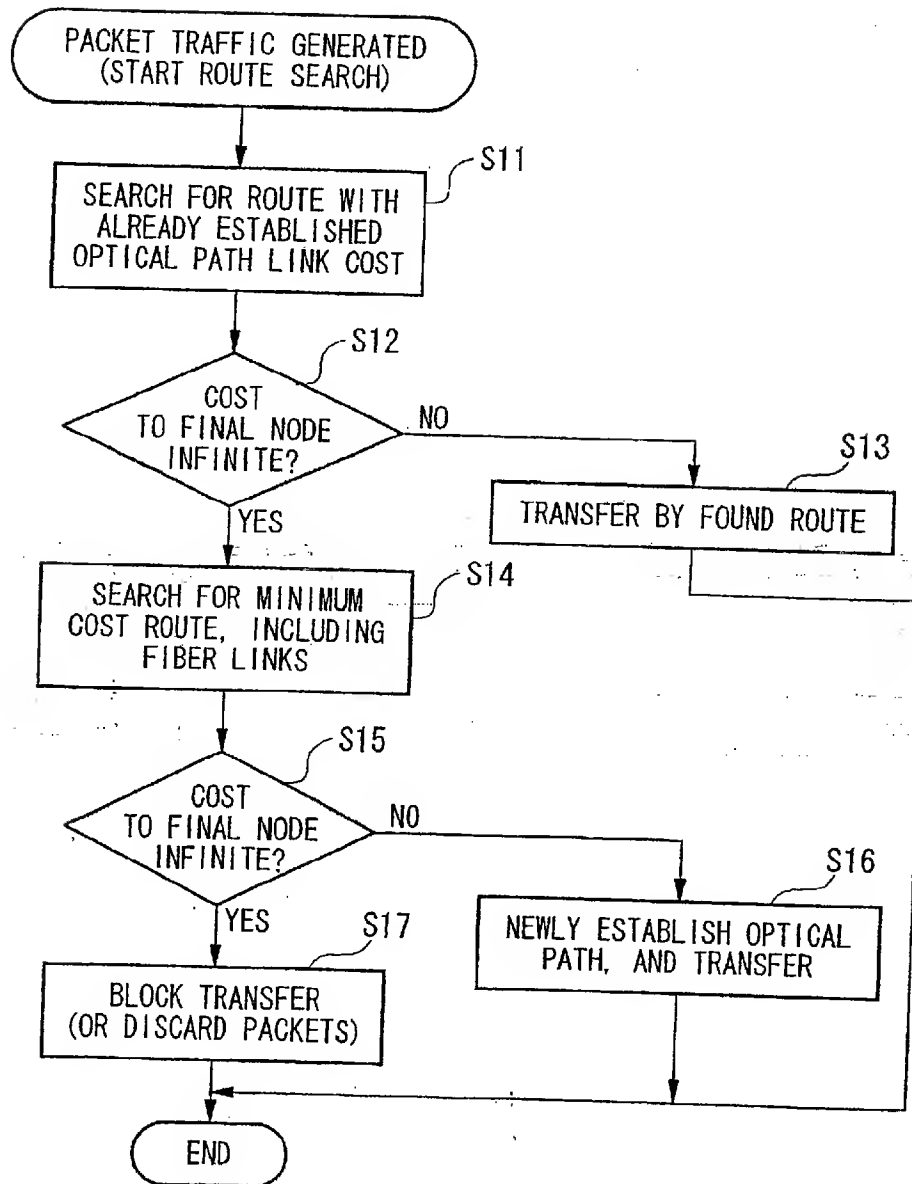 PACKET TRAFFIC GENERATED
(START ROUTE SEARCH)
S11
SEARCH FOR ROUTE WITH
ALREADY ESTABLISHED
OPTICAL PATH LINK COST
S12
COST
TO FINAL NODE
INFINITE?
NO
YES
S13
TRANSFER BY FOUND ROUTE
S14
SEARCH FOR MINIMUM
COST ROUTE, INCLUDING
FIBER LINKS
S15
COST
TO FINAL NODE
INFINITE?
NO
YES
S16
NEWLY ESTABLISH OPTICAL
PATH, AND TRANSFER
S17
BLOCK TRANSFER
(OR DISCARD PACKETS)
END